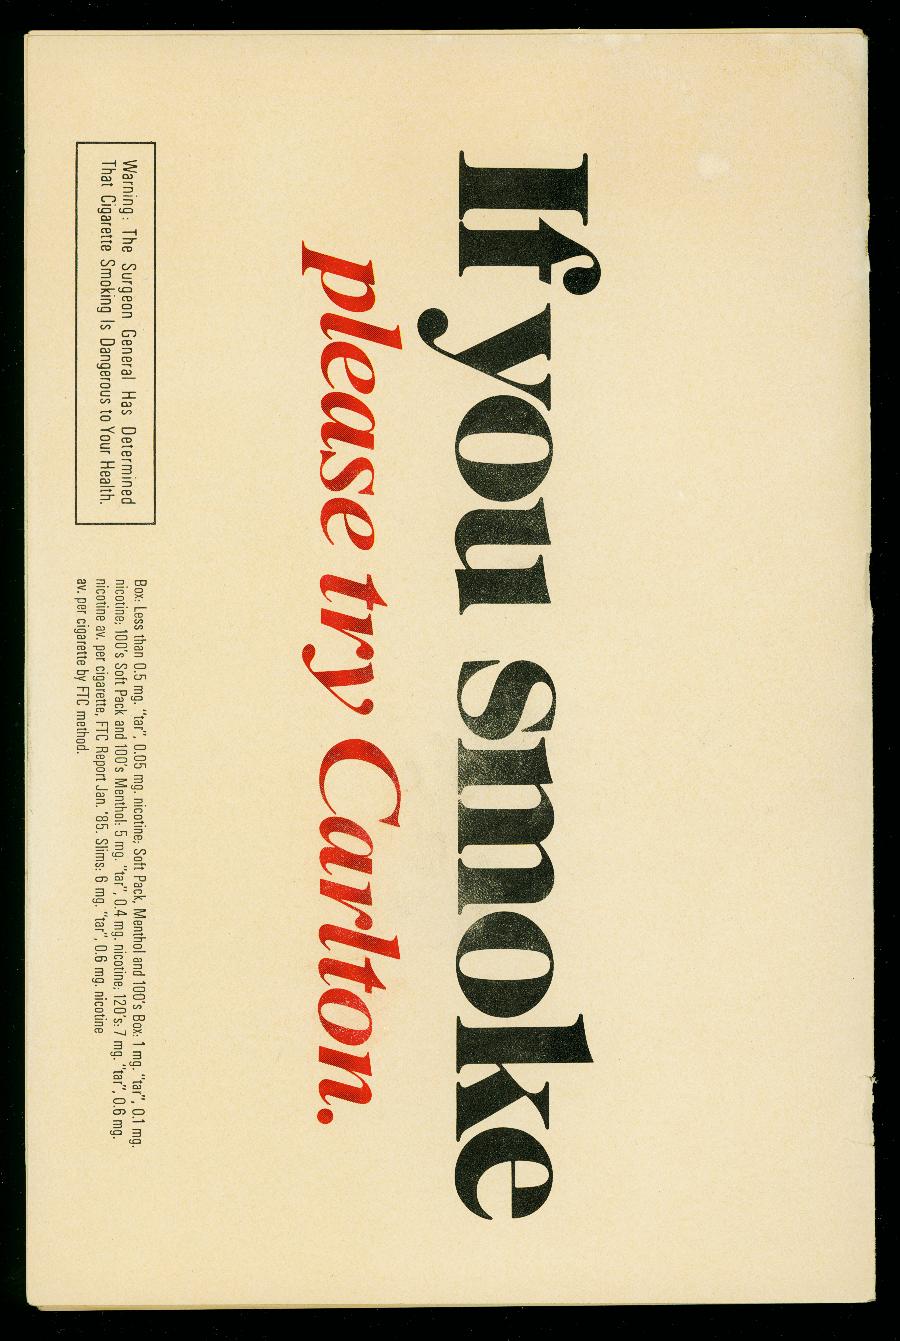 If you smoke
please try Carlton.
Warning: The Surgeon General Has Determined
That Cigarette Smoking Is Dangerous to Your Health.
Box: Less than 0.5 mg. "tar", 0.05 mg. nicotine; Soft Pack, Menthol and 100's Box: 1 mg. "tar", 0.1 mg.
nicotine; 100's Soft Pack and 100's Menthol: 5 mg. "tar", 0.4 mg. nicotine; 120's: 7 mg. "tar", 0.6 mg.
nicotine av. per cigarette, FTC Report Jan. '85. Slims: 6 mg. "tar", 0.6 mg. nicotine
av. per cigarette by FTC method.